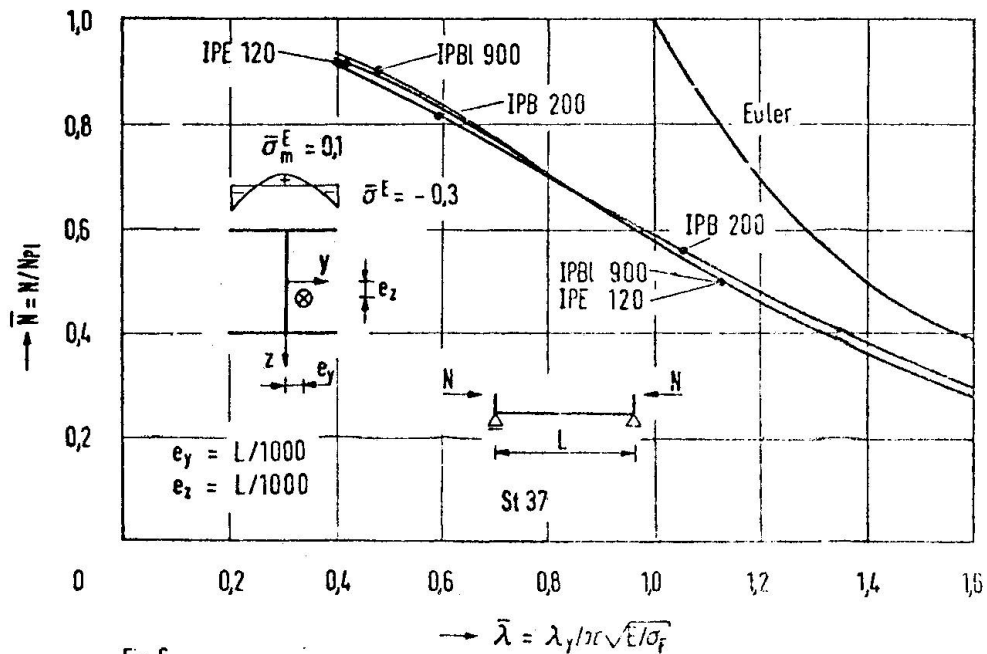 1,0
0,8
0,6
0,4
0,2
0
N̄ = N/NPl
IPE 120
IPBl 900
IPB 200
Euler
σ̄ᴱₘ = 0,1
σ̄ᴱ = - 0,3
y
e_z
z
e_y
IPB 200
IPBl 900
IPE 120
N
N
L
e_y = L/1000
e_z = L/1000
St 37
0,2
0,4
0,6
0,8
1,0
1,2
1,4
1,6
λ̄ = λ_y/π√E/σ_F